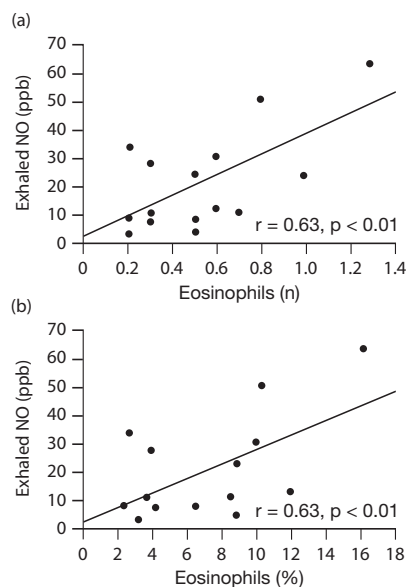 (a)
Exhaled NO (ppb)
70
60
50
40
30
20
10
0
r = 0.63, p < 0.01
0 0.2 0.4 0.6 0.8 1.0 1.2 1.4
Eosinophils (n)
(b)
Exhaled NO (ppb)
70
60
50
40
30
20
10
0
r = 0.63, p < 0.01
0 2 4 6 8 10 12 14 16 18
Eosinophils (%)